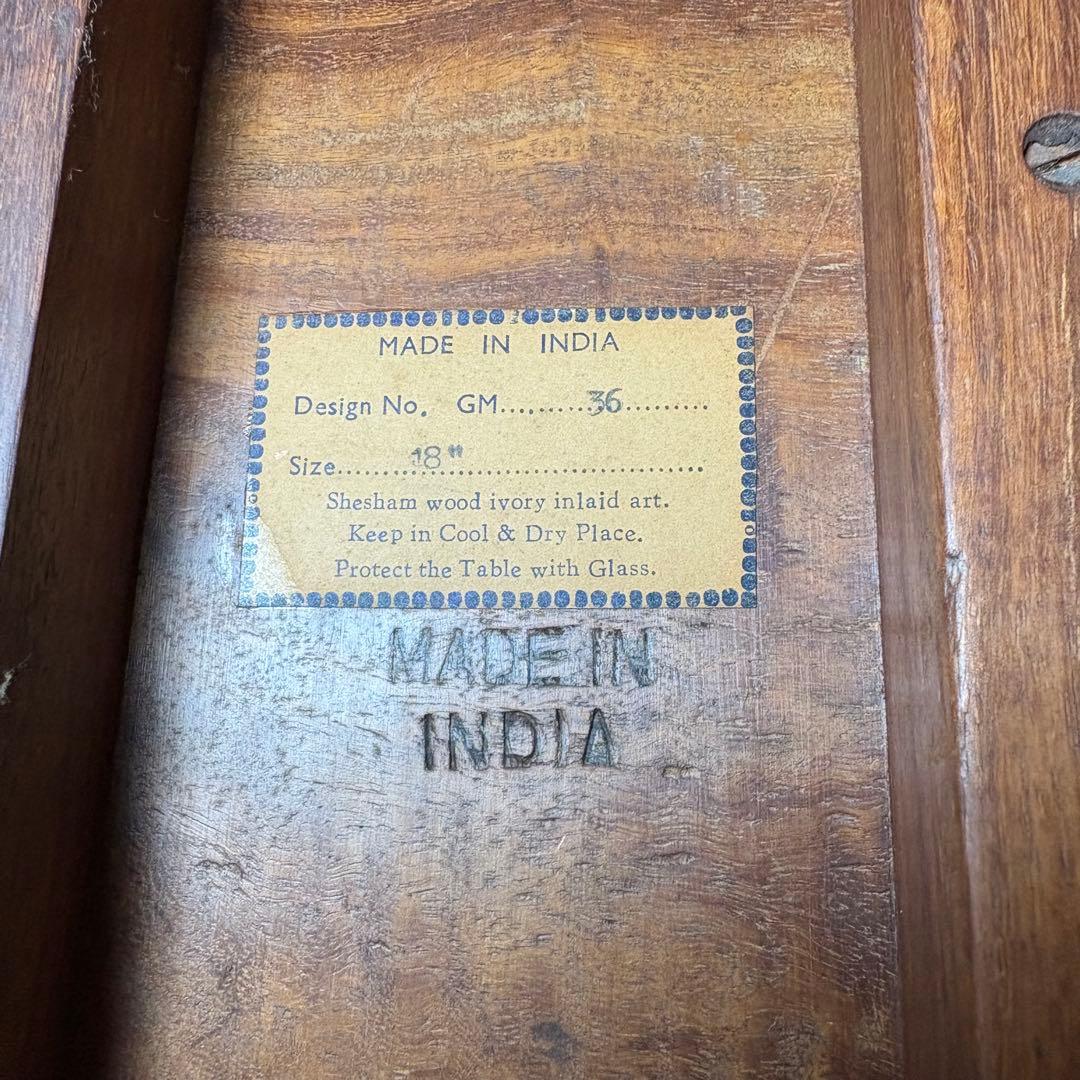 MADE IN INDIA
Design No. GM..........36.........
Size.........18"....................................
Shesham wood ivory inlaid art.
Keep in Cool & Dry Place.
Protect the Table with Glass.
MADE IN
INDIA